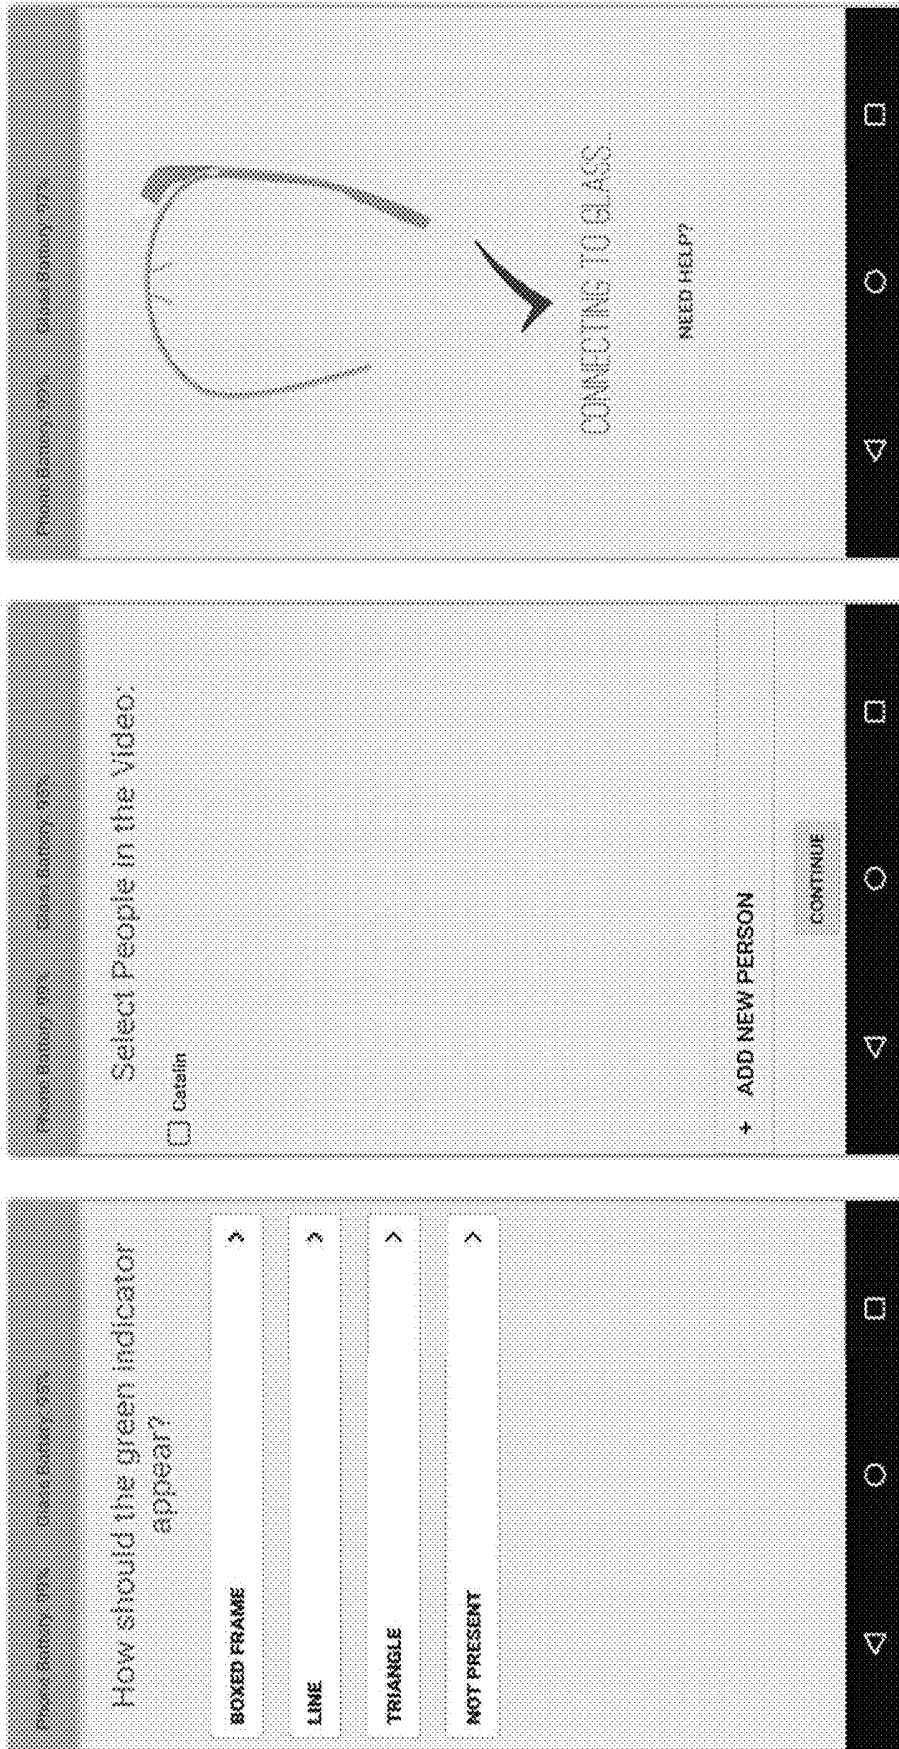 How should the green indicator
appear?
BOXED FRAME
LINE
TRIANGLE
NOT PRESENT
Select People in the Video:
Catalin
+ ADD NEW PERSON
CONTINUE
CONNECTING TO GLASS..
NEED HELP?